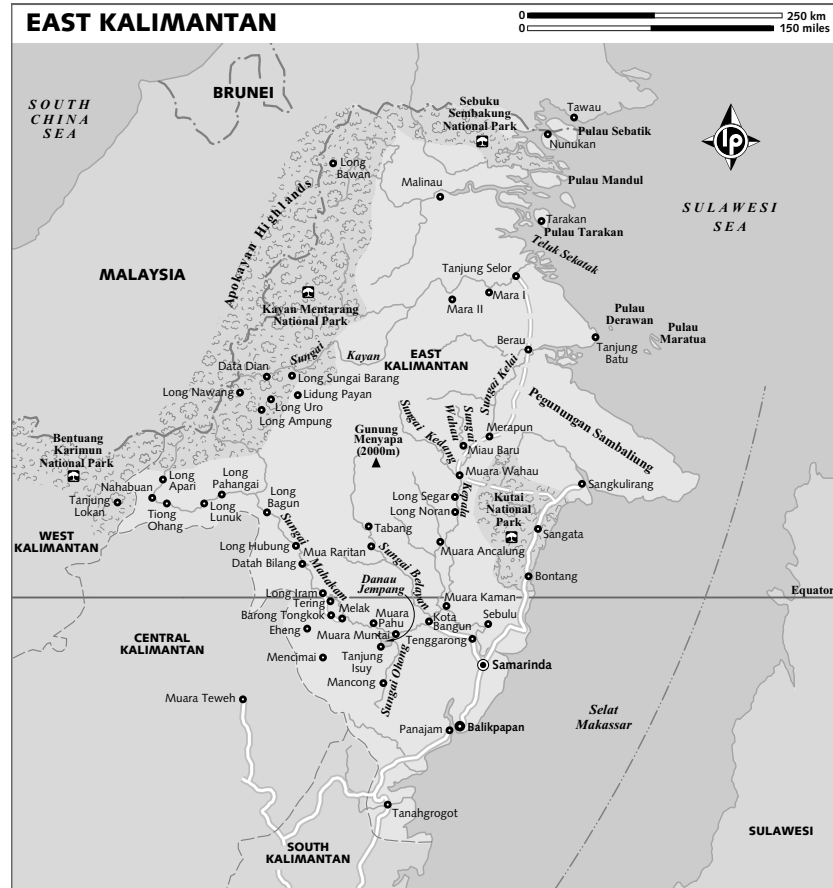 EAST KALIMANTAN
0 250 km
0 150 miles
SOUTH
CHINA
SEA
BRUNEI
Sebuku
Sembakung
National Park
Tawau
Pulau Sebatik
Nunukan
lp
Long
Bawan
Malinau
Pulau Mandul
SULAWESI
SEA
Tarakan
Pulau Tarakan
Apokayan Highlands
Teluk Sekatak
MALAYSIA
Tanjung Selor
Mara I
Mara II
Kayan Mentarang
National Park
Pulau
Derawan
Pulau
Maratua
Sungai
Kayan
EAST
KALIMANTAN
Berau
Tanjung
Batu
Data Dian
Long Sungai Barang
Sungai Kelai
Long Nawang
Lidung Payan
Long Uro
Long Ampung
Pegunungan Sambaliung
Gunung
Menyapa
(2000m)
Sungai Kedang
Sungai
Wahau
Merapun
Miau Baru
Bentuang
Karimun
National Park
Muara Wahau
Nahabuan
Long
Apari
Long
Pahangai
Sangkulirang
Tanjung
Lokan
Tiong
Ohang
Long
Lunuk
Long
Bagun
Long Segar
Long Noran
Kepala
Kutai
National
Park
WEST
KALIMANTAN
Tabang
Sangata
Long Hubung
Mua Raritan
Muara Ancalung
Datah Bilang
Sungai Mahakam
Sungai Belayan
Danau
Jempang
Bontang
Equator
Long Iram
Tering
Muara Kaman
Barong Tongkok
Melak
Muara
Pahu
Kota
Bangun
Sebulu
Eheng
Muara Muntai
Tenggarong
CENTRAL
KALIMANTAN
Mencimai
Tanjung
Isuy
Samarinda
Mancong
Sungai Ohong
Muara Teweh
Selat
Makassar
Panajam
Balikpapan
Tanahgrogot
SOUTH
KALIMANTAN
SULAWESI